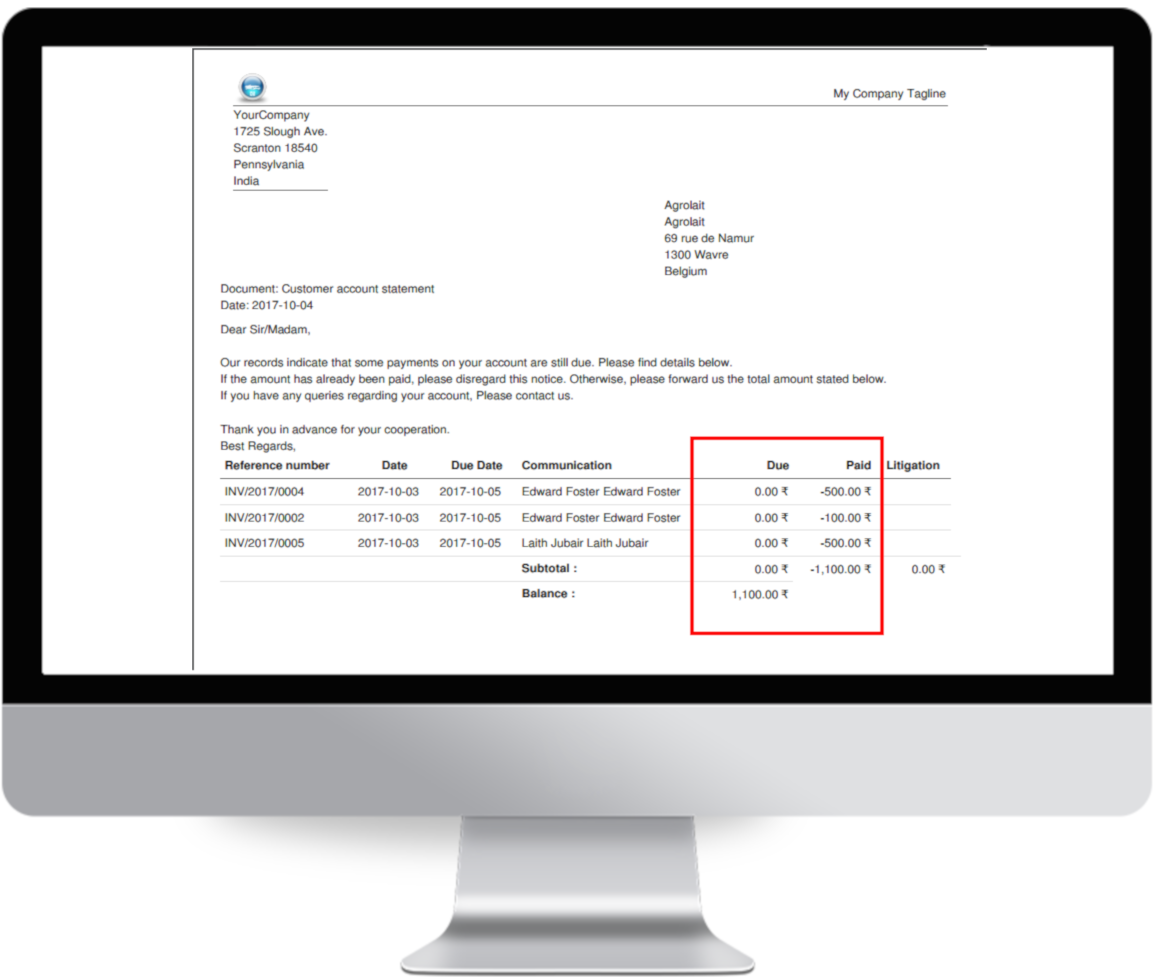 My Company Tagline
YourCompany
1725 Slough Ave.
Scranton 18540
Pennsylvania
India
Agrolait
Agrolait
69 rue de Namur
1300 Wavre
Belgium
Document: Customer account statement
Date: 2017-10-04
Dear Sir/Madam,
Our records indicate that some payments on your account are still due. Please find details below.
If the amount has already been paid, please disregard this notice. Otherwise, please forward us the total amount stated below.
If you have any queries regarding your account, Please contact us.
Thank you in advance for your cooperation.
Best Regards,
Reference number Date Due Date Communication Due Paid Litigation
INV/2017/0004 2017-10-03 2017-10-05 Edward Foster Edward Foster 0.00 ₹ -500.00 ₹
INV/2017/0002 2017-10-03 2017-10-05 Edward Foster Edward Foster 0.00 ₹ -100.00 ₹
INV/2017/0005 2017-10-03 2017-10-05 Laith Jubair Laith Jubair 0.00 ₹ -500.00 ₹
Subtotal : 0.00 ₹ -1,100.00 ₹ 0.00 ₹
Balance : 1,100.00 ₹